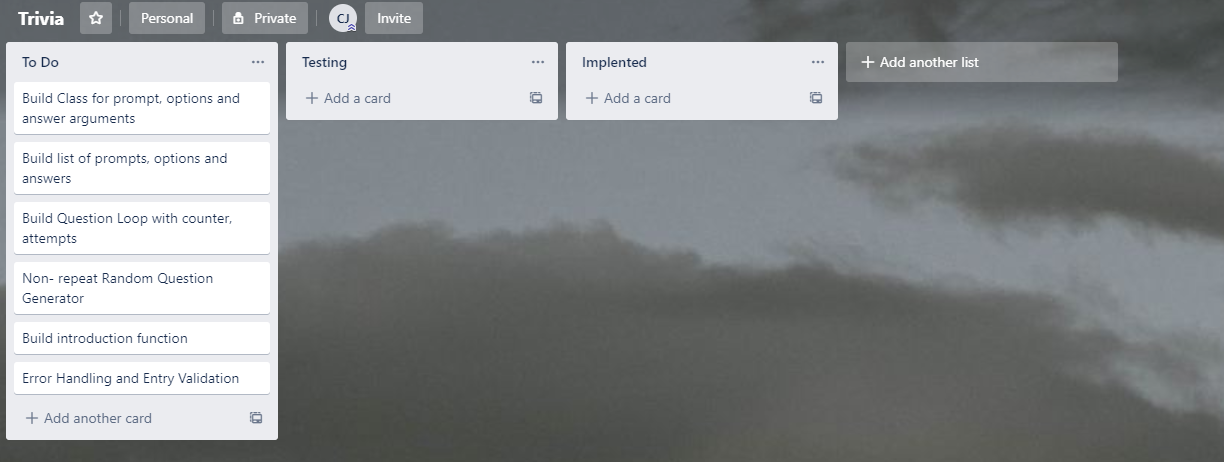 Trivia
Personal
Private
CJ
Invite
To Do
Build Class for prompt, options and
answer arguments
Build list of prompts, options and
answers
Build Question Loop with counter,
attempts
Non- repeat Random Question
Generator
Build introduction function
Error Handling and Entry Validation
+ Add another card
Testing
+ Add a card
Implented
+ Add a card
+ Add another list